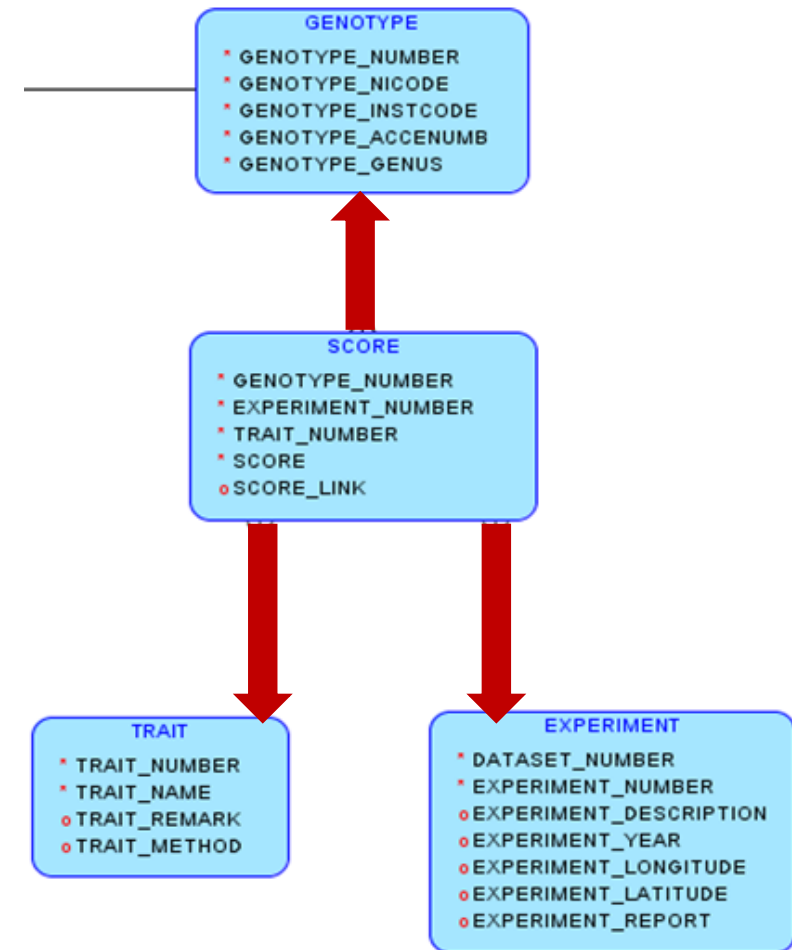 GENOTYPE
* GENOTYPE_NUMBER
* GENOTYPE_NICODE
* GENOTYPE_INSTCODE
* GENOTYPE_ACCENUMB
* GENOTYPE_GENUS
SCORE
* GENOTYPE_NUMBER
* EXPERIMENT_NUMBER
* TRAIT_NUMBER
* SCORE
o SCORE_LINK
TRAIT
* TRAIT_NUMBER
* TRAIT_NAME
o TRAIT_REMARK
o TRAIT_METHOD
EXPERIMENT
* DATASET_NUMBER
* EXPERIMENT_NUMBER
o EXPERIMENT_DESCRIPTION
o EXPERIMENT_YEAR
o EXPERIMENT_LONGITUDE
o EXPERIMENT_LATITUDE
o EXPERIMENT_REPORT